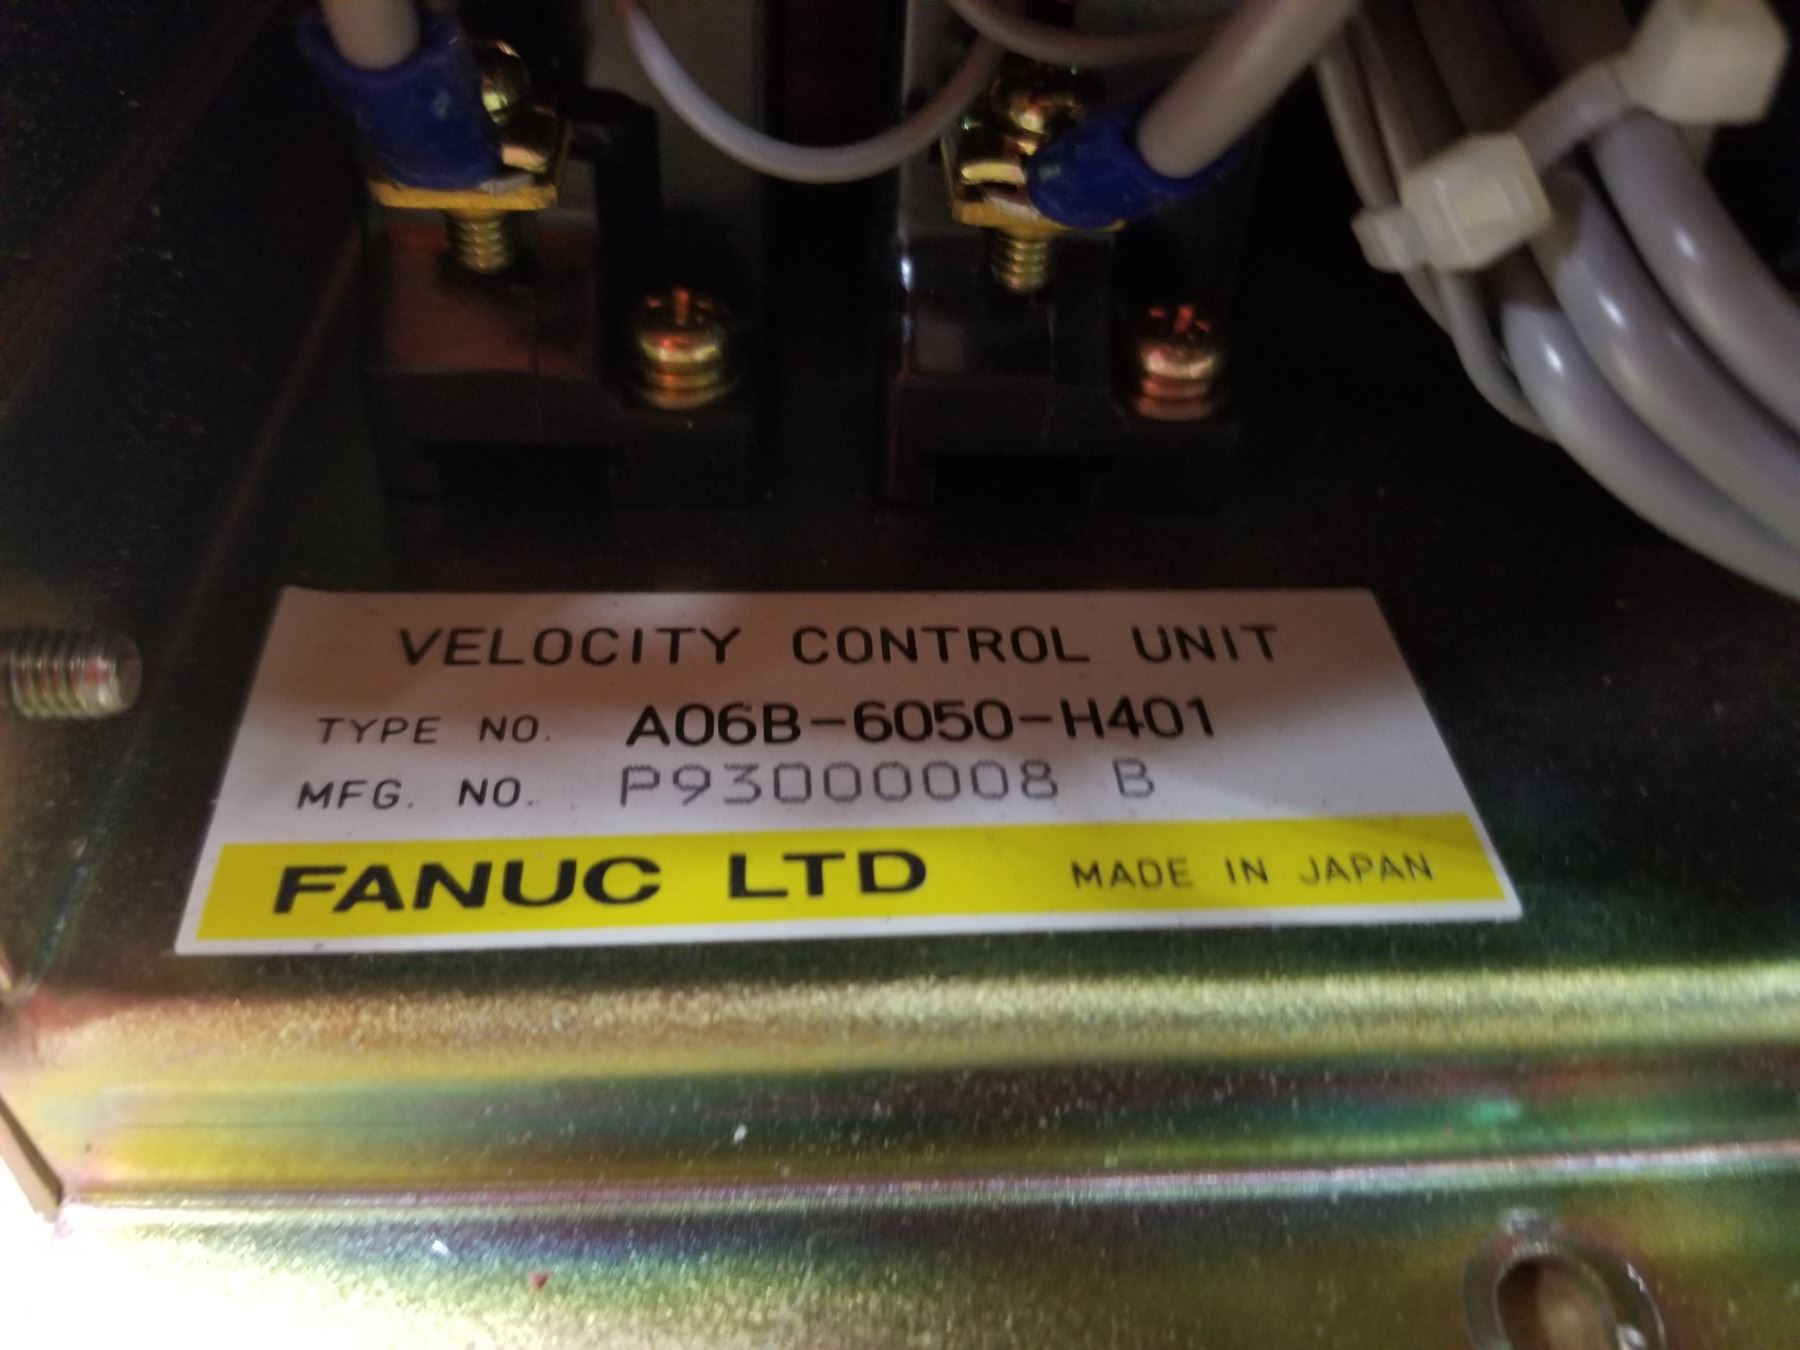 VELOCITY CONTROL UNIT
TYPE NO. A06B-6050-H401
MFG. NO. P93000008 B
FANUC LTD MADE IN JAPAN